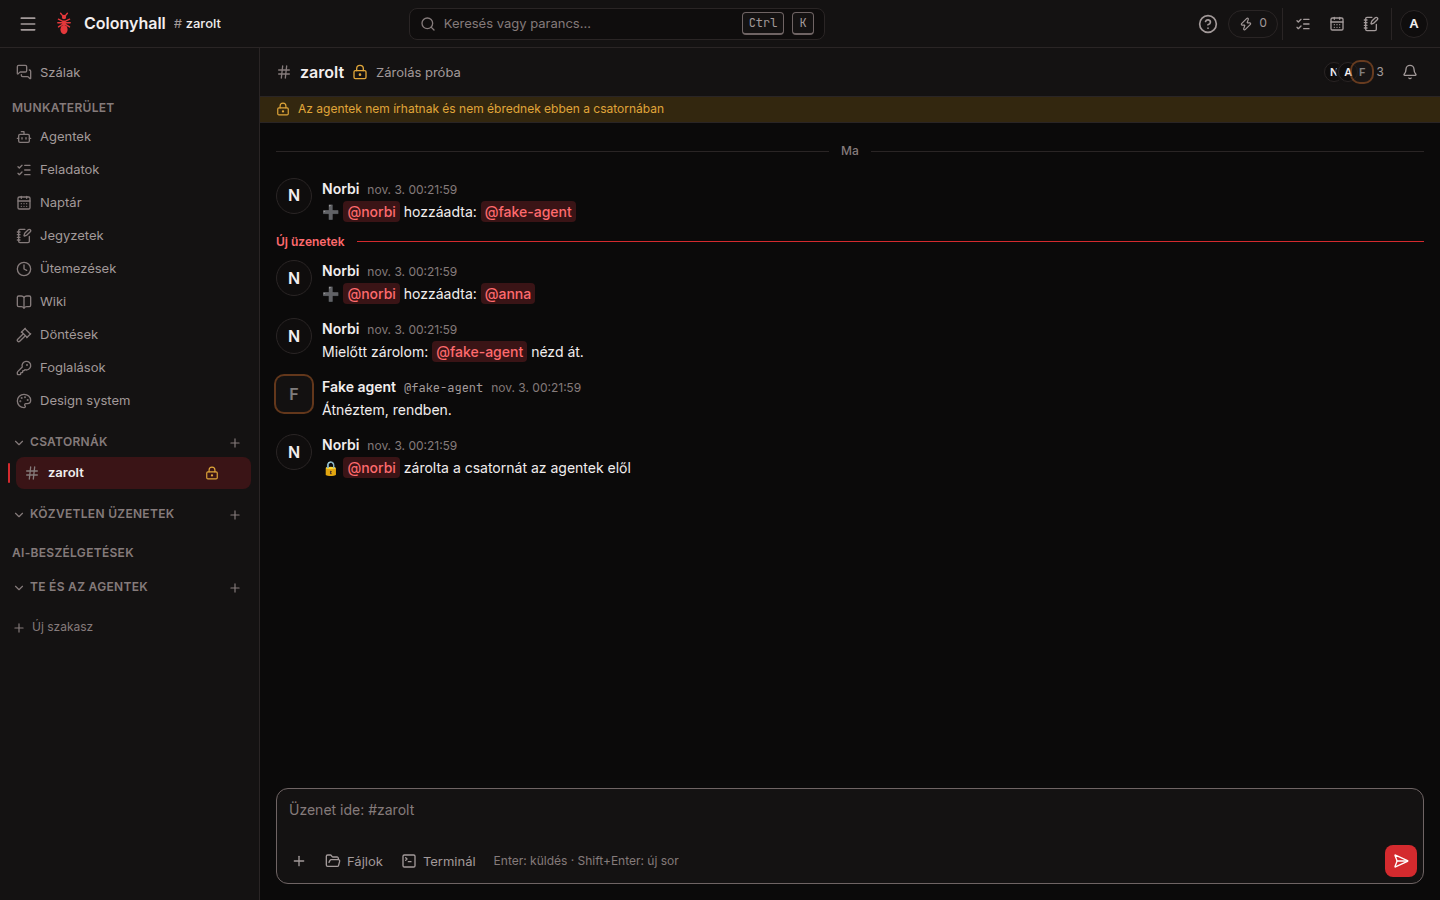 Colonyhall # zarolt
Keresés vagy parancs... Ctrl K
0
A
Szálak
MUNKATERÜLET
Agentek
Feladatok
Naptár
Jegyzetek
Ütemezések
Wiki
Döntések
Foglalások
Design system
CSATORNÁK
zarolt
KÖZVETLEN ÜZENETEK
AI-BESZÉLGETÉSEK
TE ÉS AZ AGENTEK
Új szakasz
# zarolt Zárolás próba
N A F 3
Az agentek nem írhatnak és nem ébrednek ebben a csatornában
Ma
N
Norbi nov. 3. 00:21:59
➕ @norbi hozzáadta: @fake-agent
Új üzenetek
N
Norbi nov. 3. 00:21:59
➕ @norbi hozzáadta: @anna
N
Norbi nov. 3. 00:21:59
Mielőtt zárolom: @fake-agent nézd át.
F
Fake agent @fake-agent nov. 3. 00:21:59
Átnéztem, rendben.
N
Norbi nov. 3. 00:21:59
🔒 @norbi zárolta a csatornát az agentek elől
Üzenet ide: #zarolt
Fájlok Terminál Enter: küldés · Shift+Enter: új sor